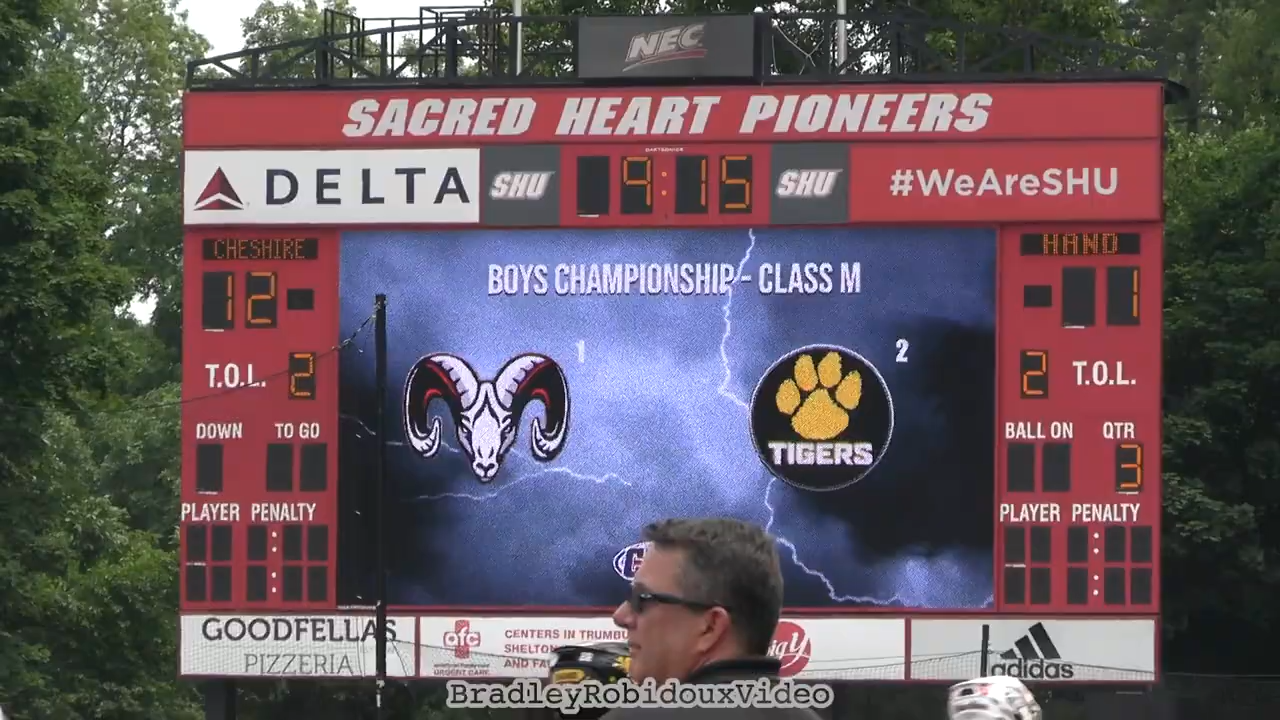 NEC
SACRED HEART PIONEERS
DELTA
SHU
9:15
SHU
#WeAreSHU
CHESHIRE
HAND
12
1
BOYS CHAMPIONSHIP - CLASS M
1
2
T.O.L. 2
2 T.O.L.
TIGERS
DOWN TO GO
BALL ON QTR
3
PLAYER PENALTY
PLAYER PENALTY
GOODFELLAS
PIZZERIA
afc
URGENT CARE
CENTERS IN
SHELTON
AND
adidas
BradleyRobidouxVideo